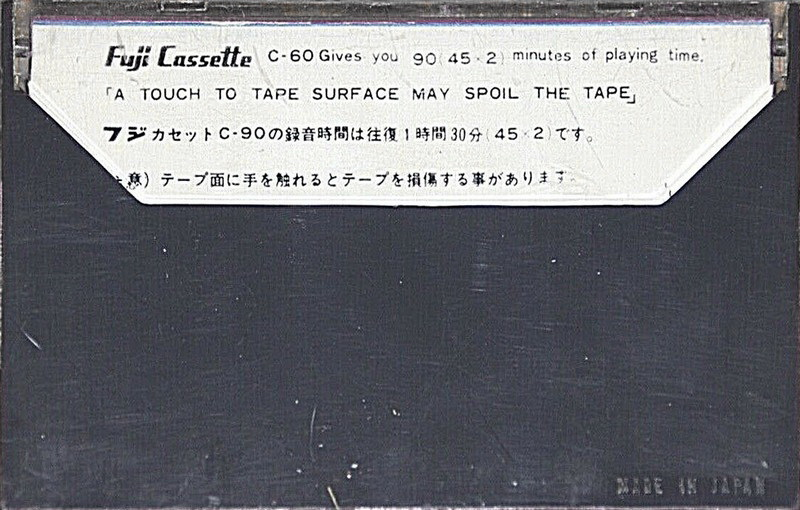 Fuji Cassette C-60 Gives you 90(45×2) minutes of playing time.
「A TOUCH TO TAPE SURFACE MAY SPOIL THE TAPE」
フジカセットC-90の録音時間は往復1時間30分(45×2)です。
意) テープ面に手を触れるとテープを損傷する事があります
MADE IN JAPAN